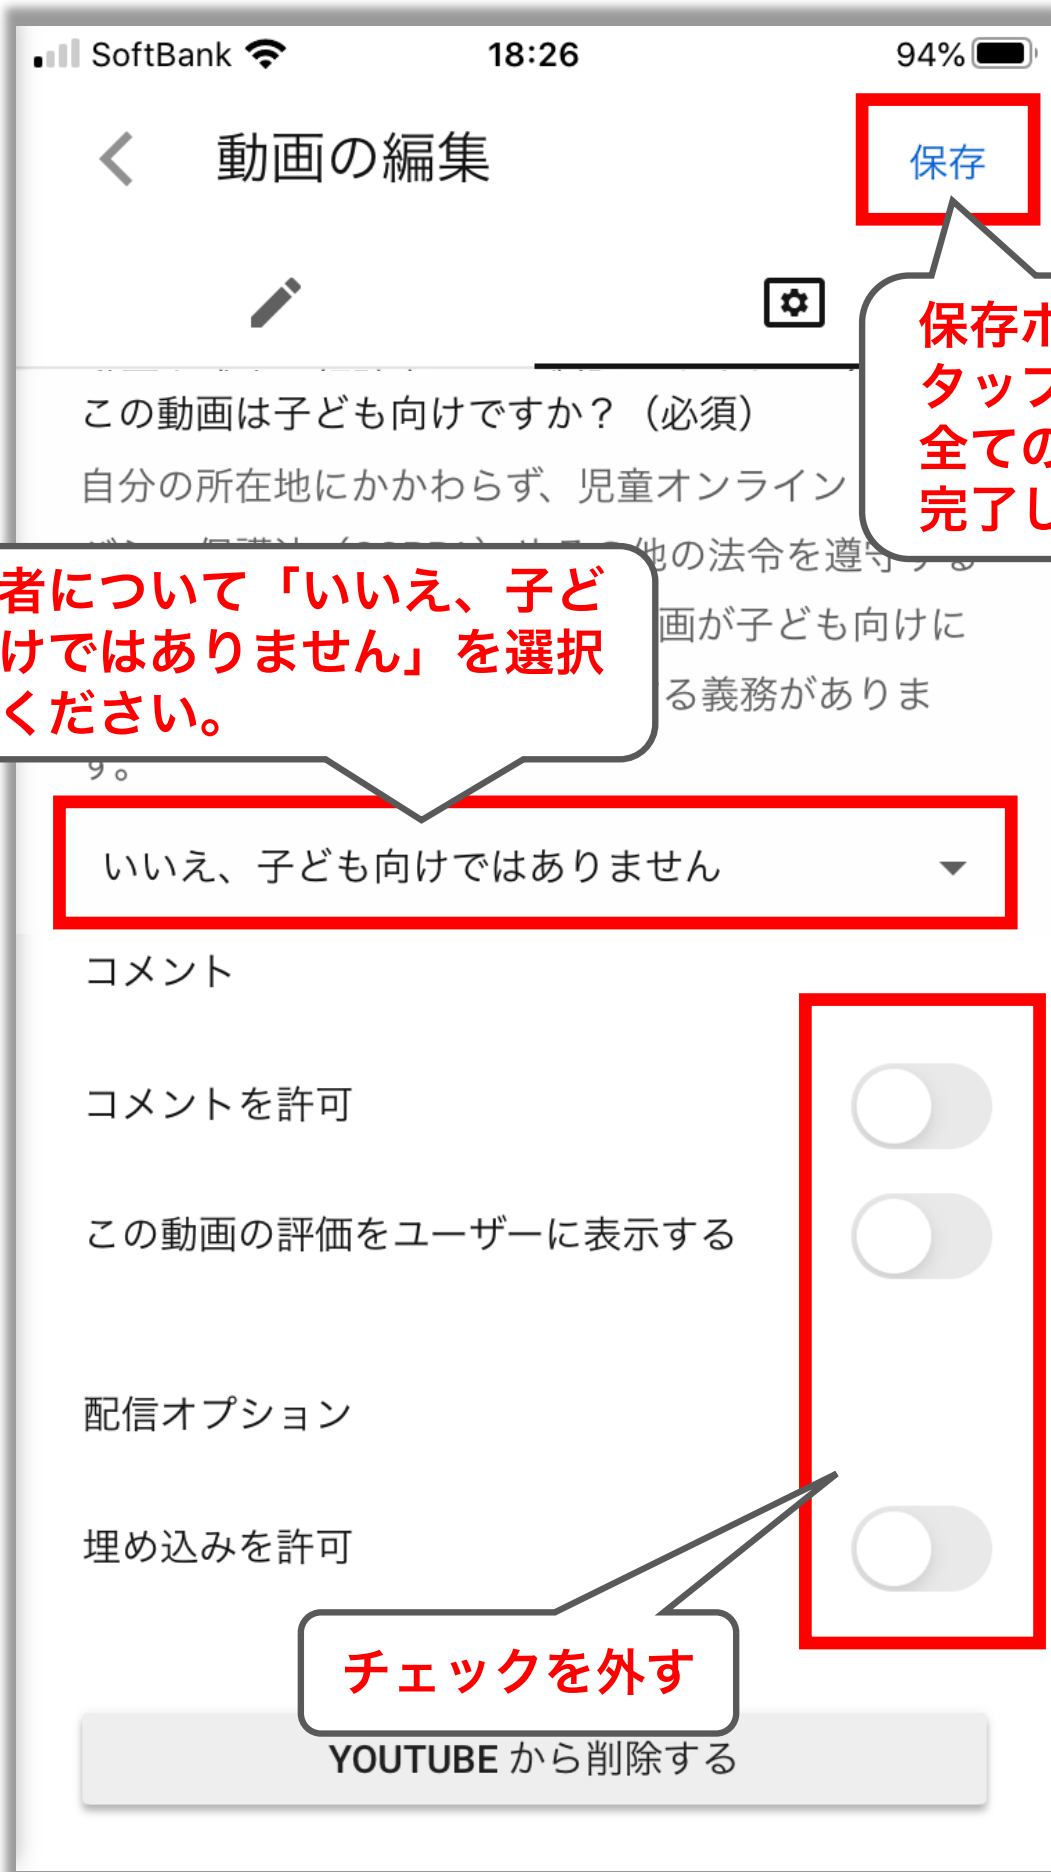 SoftBank 18:26 94%
動画の編集 保存
保存ボ
タップ
全ての
完了し
この動画は子ども向けですか？（必須）
自分の所在地にかかわらず、児童オンライン
他の法令を遵守する
者について「いいえ、子ど
けではありません」を選択
ください。
画が子ども向けに
る義務がありま
す。
いいえ、子ども向けではありません
コメント
コメントを許可
この動画の評価をユーザーに表示する
配信オプション
埋め込みを許可
チェックを外す
YOUTUBE から削除する